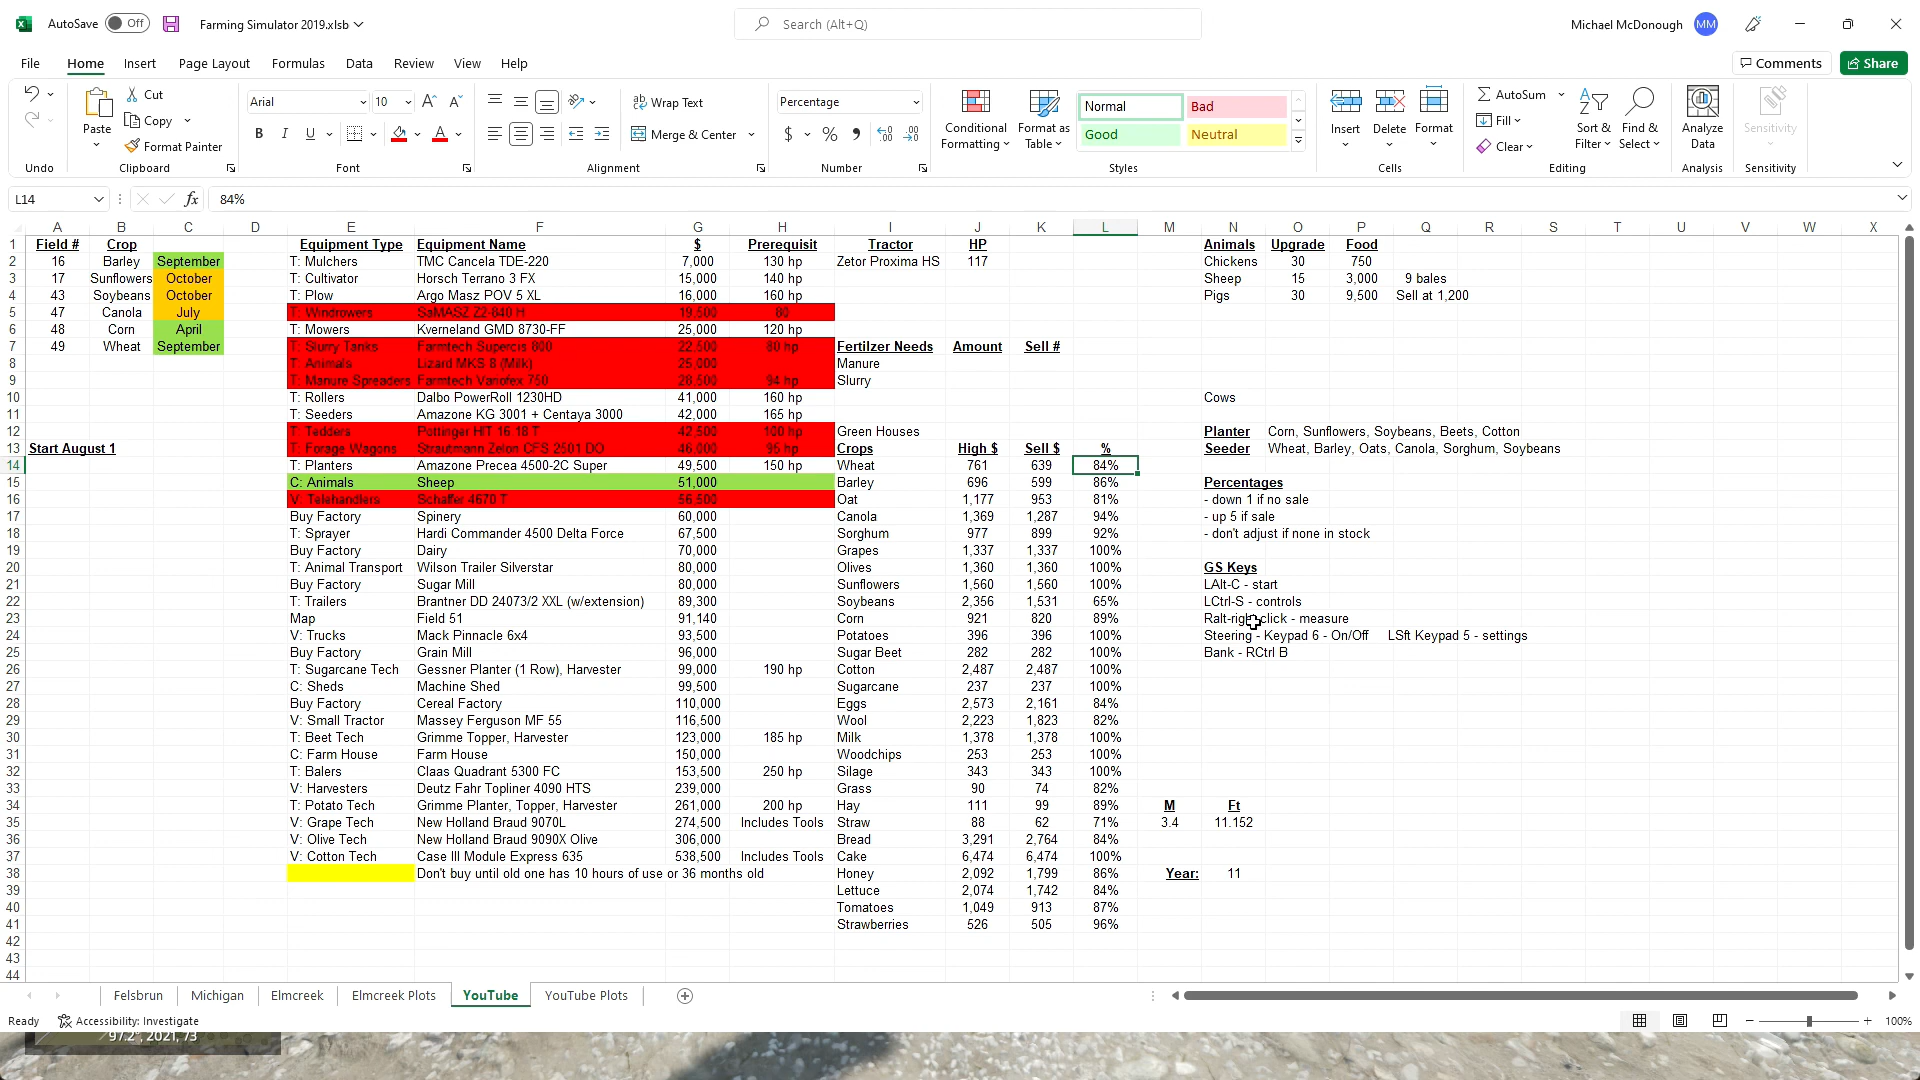 AutoSave Off Farming Simulator 2019.xlsb Search (Alt+Q) Michael McDonough MM
File Home Insert Page Layout Formulas Data Review View Help Comments Share
Cut Arial 10 Wrap Text Percentage Normal Bad AutoSum
Paste Copy B I U Merge & Center $ % Conditional Formatting Format as Table Good Neutral Insert Delete Format Fill Sort & Filter Find & Select Analyze Data Sensitivity
Format Painter Clear
Undo Clipboard Font Alignment Number Styles Cells Editing Analysis Sensitivity
L14 fx 84%
A B C D E F G H I J K L M N O P Q R S T U V W X
1 Field # Crop Equipment Type Equipment Name $ Prerequisit Tractor HP Animals Upgrade Food
2 16 Barley September T: Mulchers TMC Cancela TDE-220 7,000 130 hp Zetor Proxima HS 117 Chickens 30 750
3 17 Sunflowers October T: Cultivator Horsch Terrano 3 FX 15,000 140 hp Sheep 15 3,000 9 bales
4 43 Soybeans October T: Plow Argo Masz POV 5 XL 16,000 160 hp Pigs 30 9,500 Sell at 1,200
5 47 Canola July T: Windrowers SaMASZ Z2-840 H 19,500 80
6 48 Corn April T: Mowers Kverneland GMD 8730-FF 25,000 120 hp
7 49 Wheat September T: Slurry Tanks Farmtech Supercis 800 22,500 80 hp Fertilzer Needs Amount Sell #
8 T: Animals Lizard MKS 8 (Milk) 25,000 Manure
9 T: Manure Spreaders Farmtech Variofex 750 28,500 94 hp Slurry
10 T: Rollers Dalbo PowerRoll 1230HD 41,000 160 hp Cows
11 T: Seeders Amazone KG 3001 + Centaya 3000 42,000 165 hp
12 T: Tedders Pottinger HIT 16.18 T 42,500 100 hp Green Houses Planter Corn, Sunflowers, Soybeans, Beets, Cotton
13 Start August 1 T: Forage Wagons Strautmann Zelon CFS 2501 DO 46,000 95 hp Crops High $ Sell $ % Seeder Wheat, Barley, Oats, Canola, Sorghum, Soybeans
14 T: Planters Amazone Precea 4500-2C Super 49,500 150 hp Wheat 761 639 84%
15 C: Animals Sheep 51,000 Barley 696 599 86% Percentages
16 V: Telehandlers Schaffer 4670 T 56,500 Oat 1,177 953 81% - down 1 if no sale
17 Buy Factory Spinery 60,000 Canola 1,369 1,287 94% - up 5 if sale
18 T: Sprayer Hardi Commander 4500 Delta Force 67,500 Sorghum 977 899 92% - don't adjust if none in stock
19 Buy Factory Dairy 70,000 Grapes 1,337 1,337 100%
20 T: Animal Transport Wilson Trailer Silverstar 80,000 Olives 1,360 1,360 100% GS Keys
21 Buy Factory Sugar Mill 80,000 Sunflowers 1,560 1,560 100% LAlt-C - start
22 T: Trailers Brantner DD 24073/2 XXL (w/extension) 89,300 Soybeans 2,356 1,531 65% LCtrl-S - controls
23 Map Field 51 91,140 Corn 921 820 89% Ralt-right click - measure
24 V: Trucks Mack Pinnacle 6x4 93,500 Potatoes 396 396 100% Steering - Keypad 6 - On/Off LSft Keypad 5 - settings
25 Buy Factory Grain Mill 96,000 Sugar Beet 282 282 100% Bank - RCtrl B
26 T: Sugarcane Tech Gessner Planter (1 Row), Harvester 99,000 190 hp Cotton 2,487 2,487 100%
27 C: Sheds Machine Shed 99,500 Sugarcane 237 237 100%
28 Buy Factory Cereal Factory 110,000 Eggs 2,573 2,161 84%
29 V: Small Tractor Massey Ferguson MF 55 116,500 Wool 2,223 1,823 82%
30 T: Beet Tech Grimme Topper, Harvester 123,000 185 hp Milk 1,378 1,378 100%
31 C: Farm House Farm House 150,000 Woodchips 253 253 100%
32 T: Balers Claas Quadrant 5300 FC 153,500 250 hp Silage 343 343 100%
33 V: Harvesters Deutz Fahr Topliner 4090 HTS 239,000 Grass 90 74 82%
34 T: Potato Tech Grimme Planter, Topper, Harvester 261,000 200 hp Hay 111 99 89% M Ft
35 V: Grape Tech New Holland Braud 9070L 274,500 Includes Tools Straw 88 62 71% 3.4 11.152
36 V: Olive Tech New Holland Braud 9090X Olive 306,000 Bread 3,291 2,764 84%
37 V: Cotton Tech Case III Module Express 635 538,500 Includes Tools Cake 6,474 6,474 100%
38 Don't buy until old one has 10 hours of use or 36 months old Honey 2,092 1,799 86% Year: 11
39 Lettuce 2,074 1,742 84%
40 Tomatoes 1,049 913 87%
41 Strawberries 526 505 96%
42
43
44
Felsbrun Michigan Elmcreek Elmcreek Plots YouTube YouTube Plots
Ready Accessibility: Investigate 100%
97.2°, 2021, 73